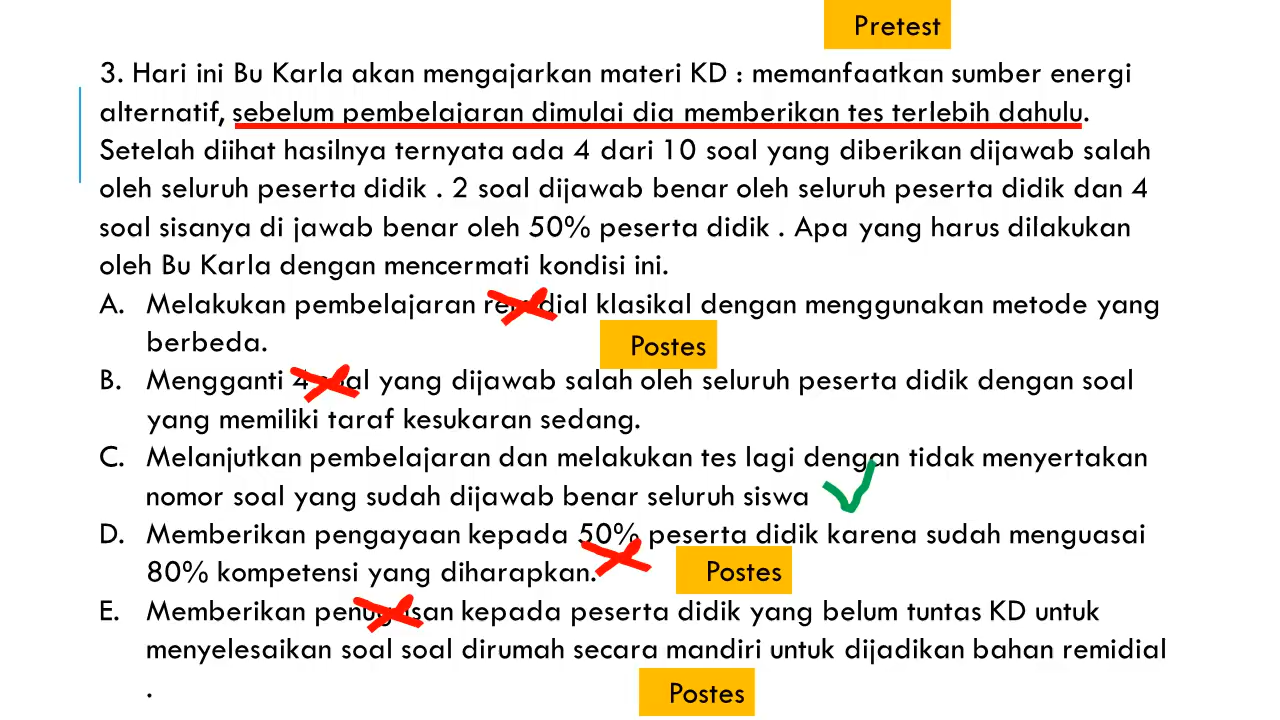 Pretest
3. Hari ini Bu Karla akan mengajarkan materi KD : memanfaatkan sumber energi
alternatif, sebelum pembelajaran dimulai dia memberikan tes terlebih dahulu.
Setelah diihat hasilnya ternyata ada 4 dari 10 soal yang diberikan dijawab salah
oleh seluruh peserta didik . 2 soal dijawab benar oleh seluruh peserta didik dan 4
soal sisanya di jawab benar oleh 50% peserta didik . Apa yang harus dilakukan
oleh Bu Karla dengan mencermati kondisi ini.
A. Melakukan pembelajaran remidial klasikal dengan menggunakan metode yang
berbeda.
Postes
B. Mengganti 4 soal yang dijawab salah oleh seluruh peserta didik dengan soal
yang memiliki taraf kesukaran sedang.
C. Melanjutkan pembelajaran dan melakukan tes lagi dengan tidak menyertakan
nomor soal yang sudah dijawab benar seluruh siswa
D. Memberikan pengayaan kepada 50% peserta didik karena sudah menguasai
80% kompetensi yang diharapkan.
Postes
E. Memberikan penugasan kepada peserta didik yang belum tuntas KD untuk
menyelesaikan soal soal dirumah secara mandiri untuk dijadikan bahan remidial
.
Postes